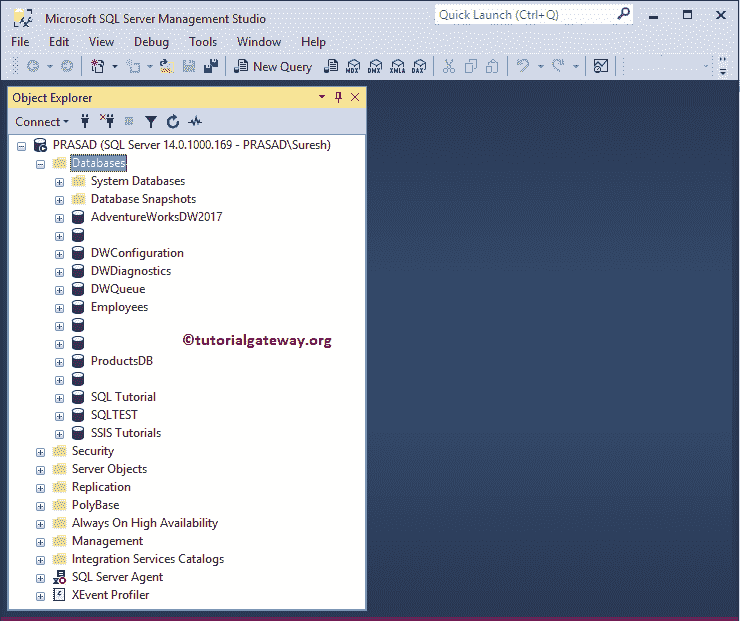 Microsoft SQL Server Management Studio
Quick Launch (Ctrl+Q)
File Edit View Debug Tools Window Help
New Query MDX DMX XMLA DAX
Object Explorer
Connect
PRASAD (SQL Server 14.0.1000.169 - PRASAD\Suresh)
Databases
System Databases
Database Snapshots
AdventureWorksDW2017
DWConfiguration
DWDiagnostics
DWQueue
Employees
©tutorialgateway.org
ProductsDB
SQL Tutorial
SQLTEST
SSIS Tutorials
Security
Server Objects
Replication
PolyBase
Always On High Availability
Management
Integration Services Catalogs
SQL Server Agent
XEvent Profiler